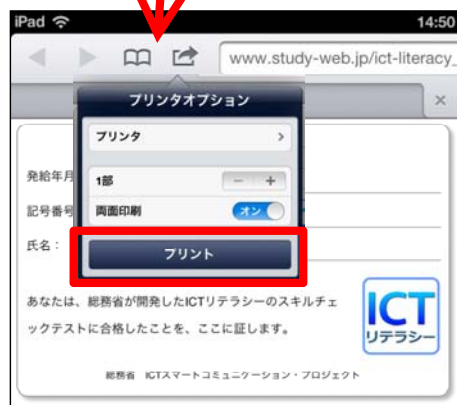 iPad 14:50
www.study-web.jp/ict-literacy_
プリンタオプション
プリンタ
発給年月
1部
記号番号
両面印刷 オン
氏名：
プリント
あなたは、総務省が開発したICTリテラシーのスキルチェ
ックテストに合格したことを、ここに証します。
ICT
リテラシー
総務省 ICTスマートコミュニケーション・プロジェクト